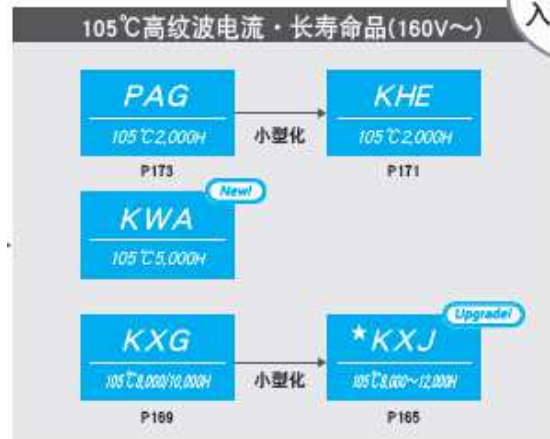 入
105℃高纹波电流・长寿命品(160V～)
PAG
105℃2,000H
P173
小型化
KHE
105℃2,000H
P171
New!
KWA
105℃5,000H
KXG
105℃8,000/10,000H
P169
小型化
Upgrade!
★KXJ
105℃8,000～12,000H
P165